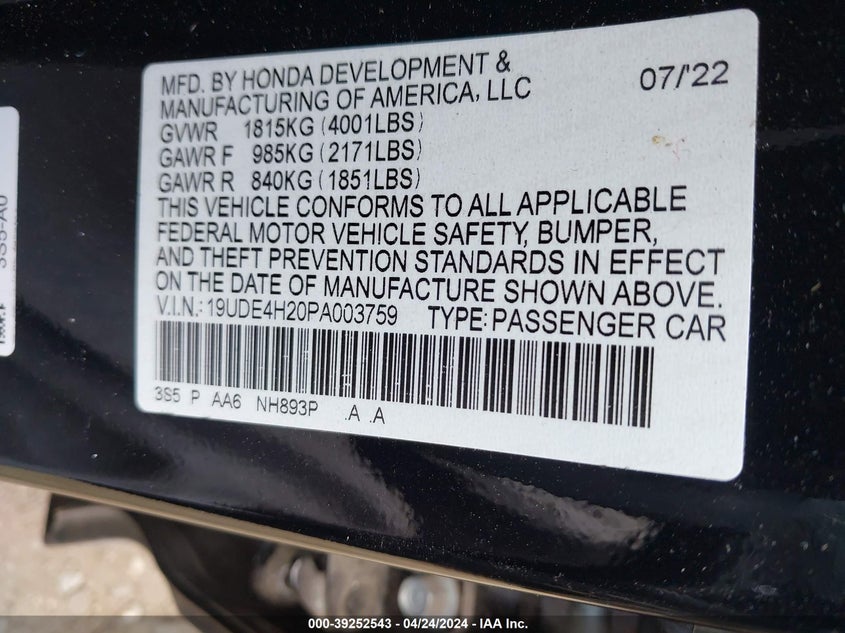 MFD. BY HONDA DEVELOPMENT &
MANUFACTURING OF AMERICA, LLC
07/'22
GVWR 1815KG (4001LBS)
GAWR F 985KG (2171LBS)
GAWR R 840KG (1851LBS)
THIS VEHICLE CONFORMS TO ALL APPLICABLE
FEDERAL MOTOR VEHICLE SAFETY, BUMPER,
AND THEFT PREVENTION STANDARDS IN EFFECT
ON THE DATE OF MANUFACTURE SHOWN ABOVE.
V.I.N.: 19UDE4H20PA003759 TYPE: PASSENGER CAR
3S5 P AA6 NH893P .A .A
3S5-A0
000-39252543 - 04/24/2024 - IAA Inc.